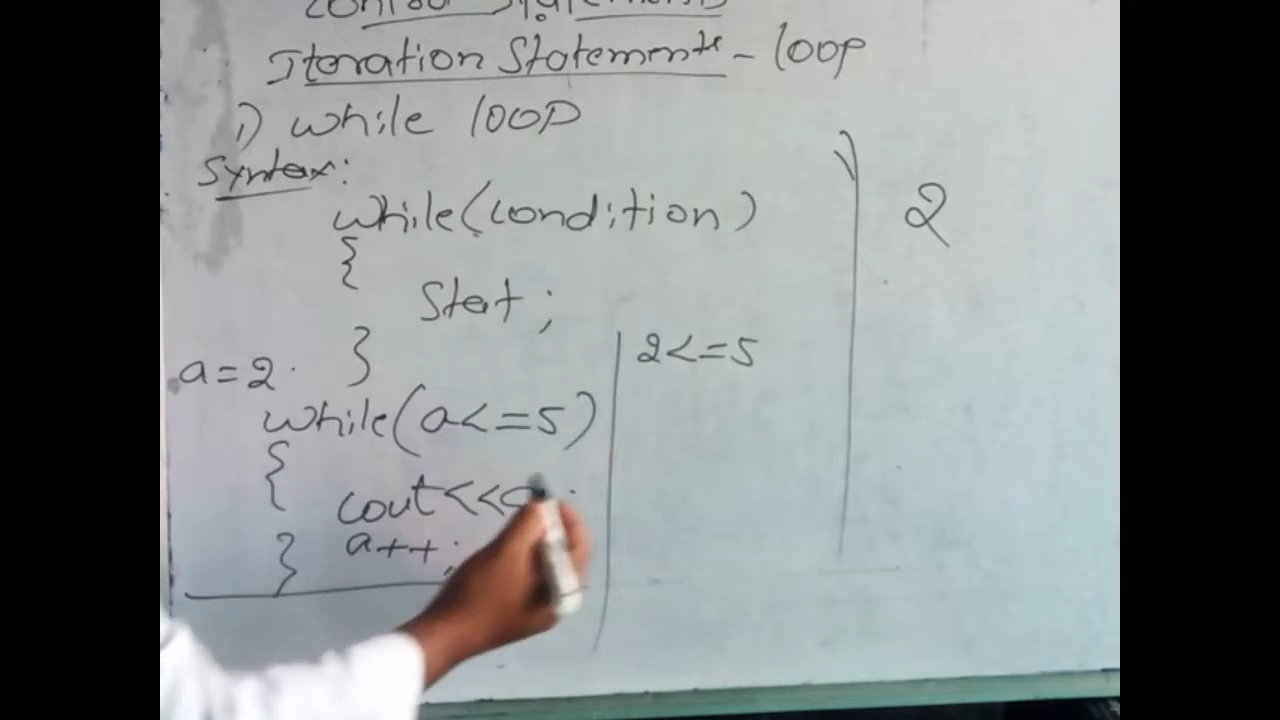 Control Statements
Iteration Statements - loop
1) while loop
Syntax:
while(condition)
{
Stat;
}
a=2.
while(a<=5)
{
cout<<a;
a++;
}
2<=5
2